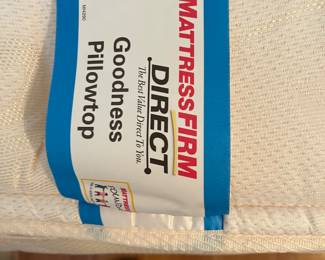 MATTRESSFIRM
DIRECT.
The Best Value Direct To You.
Goodness
Pillowtop